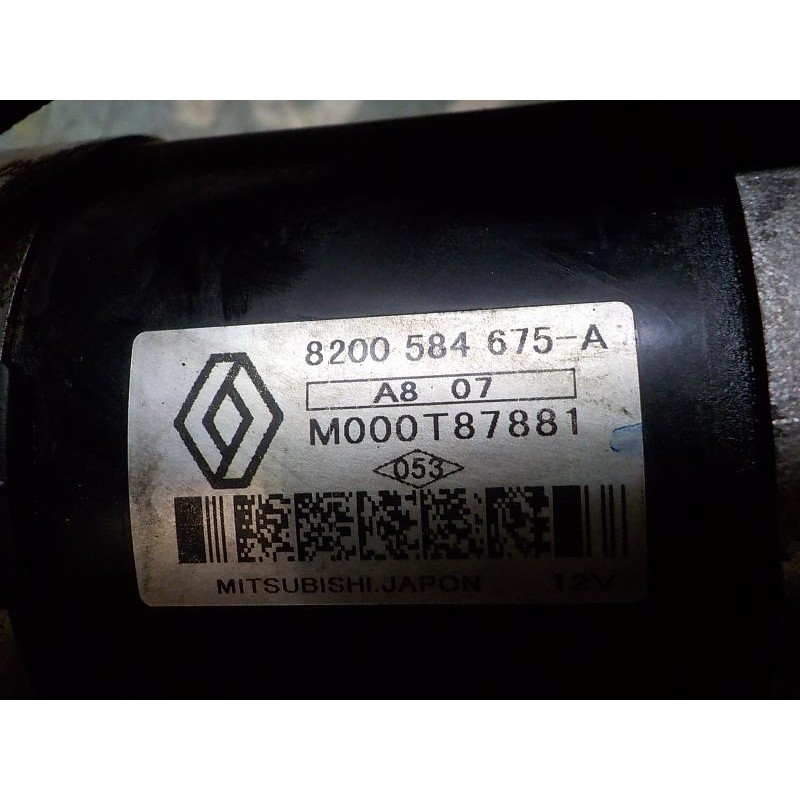 8200 584 675-A
A8 07
M000T87881
053
MITSUBISHI.JAPON 12V